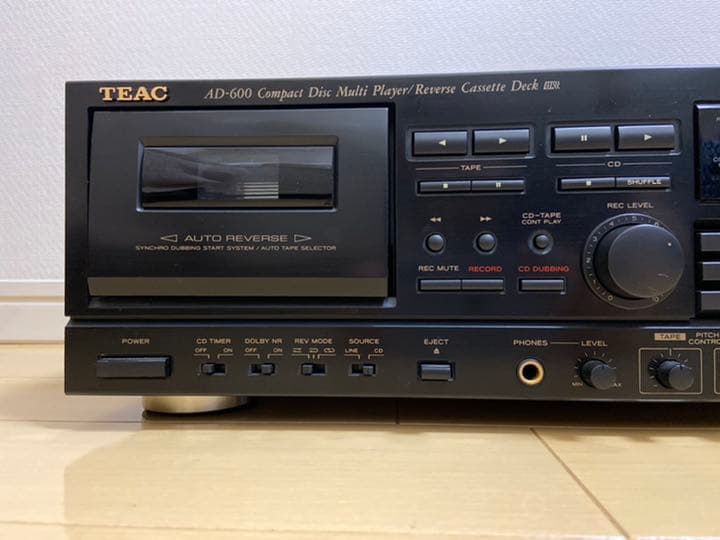 TEAC
AD-600 Compact Disc Multi Player/Reverse Cassette Deck
TAPE
CD
SHUFFLE
REC LEVEL
CD-TAPE
CONT PLAY
REC MUTE RECORD CD DUBBING
AUTO REVERSE
SYNCHRO DUBBING START SYSTEM / AUTO TAPE SELECTOR
POWER
CD TIMER
OFF ON
DOLBY NR
OFF ON
REV MODE
SOURCE
LINE CD
EJECT
PHONES
LEVEL
MIN
TAPE
PITCH